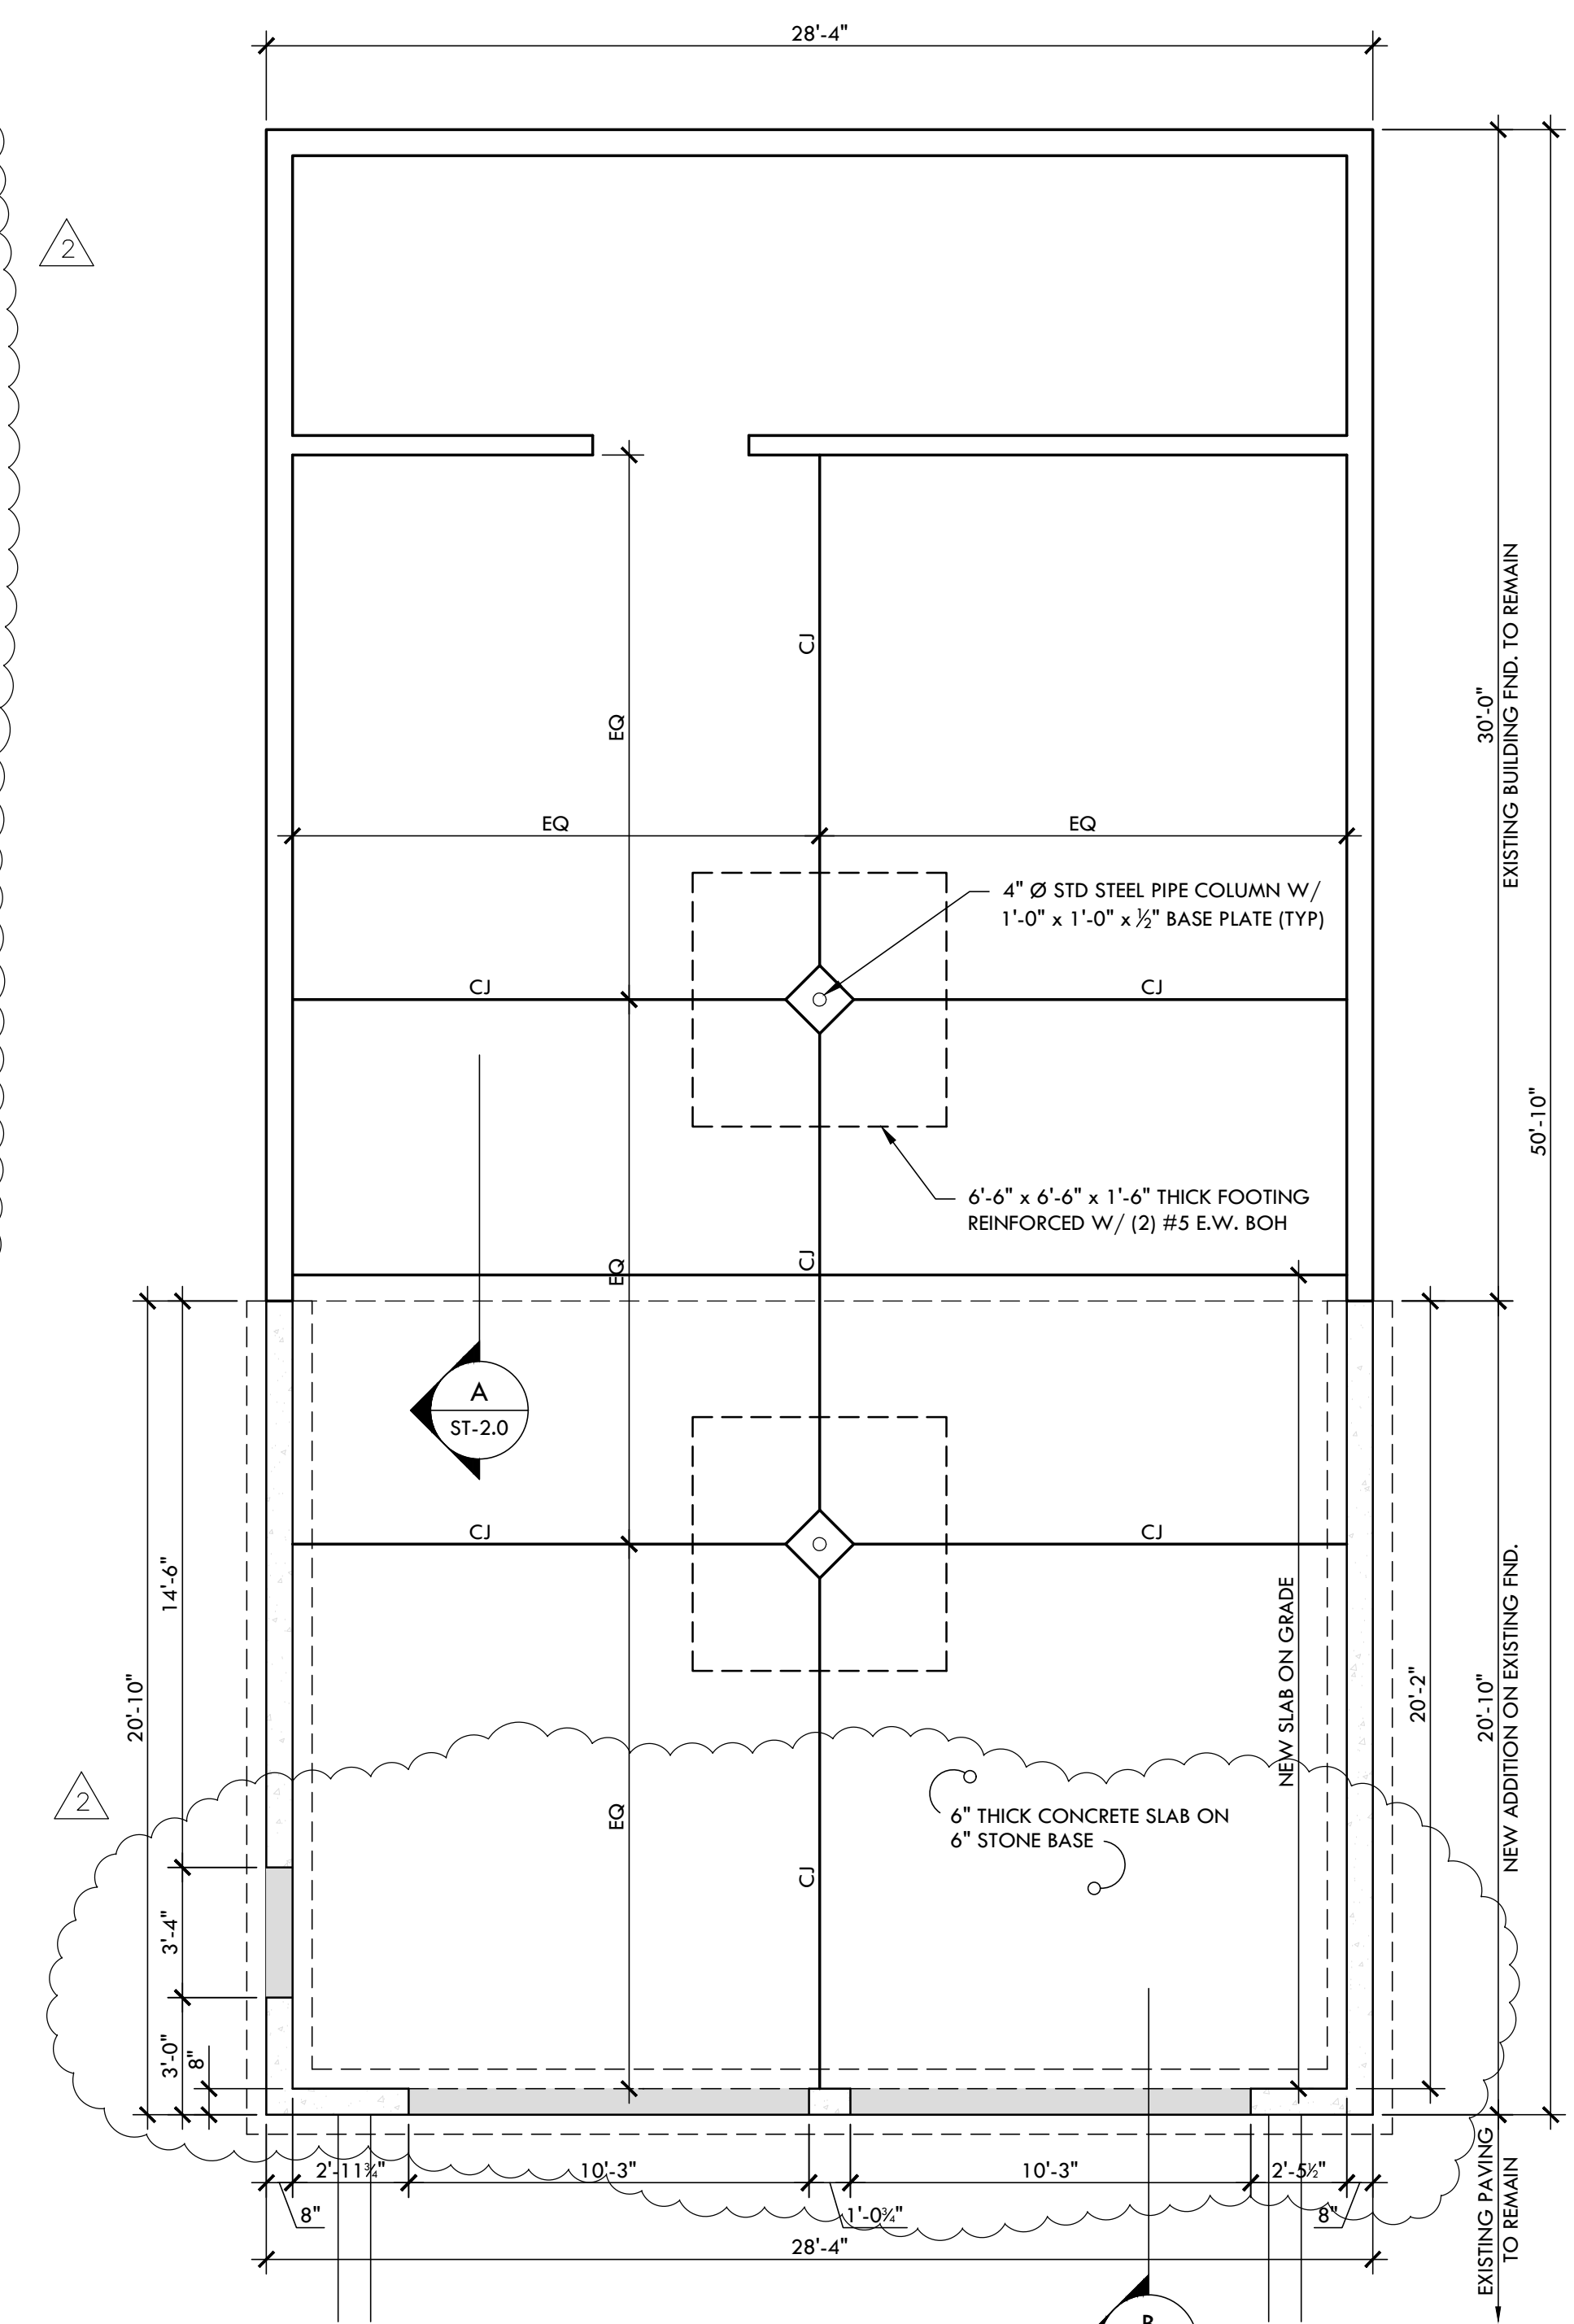 28'-4"
2
EXISTING BUILDING FND. TO REMAIN
30'-0"
CJ
EQ
EQ
EQ
4" Ø STD STEEL PIPE COLUMN W/
1'-0" x 1'-0" x ½" BASE PLATE (TYP)
CJ
CJ
50'-10"
6'-6" x 6'-6" x 1'-6" THICK FOOTING
REINFORCED W/ (2) #5 E.W. BOH
EQ
CJ
A
ST-2.0
CJ
CJ
14'-6"
20'-10"
NEW SLAB ON GRADE
20'-2"
20'-10"
NEW ADDITION ON EXISTING FND.
2
EQ
CJ
6" THICK CONCRETE SLAB ON
6" STONE BASE
3'-4"
3'-0"
8"
2'-11¾"
10'-3"
10'-3"
2'-5½"
8"
1'-0¾"
8"
28'-4"
EXISTING PAVING
TO REMAIN